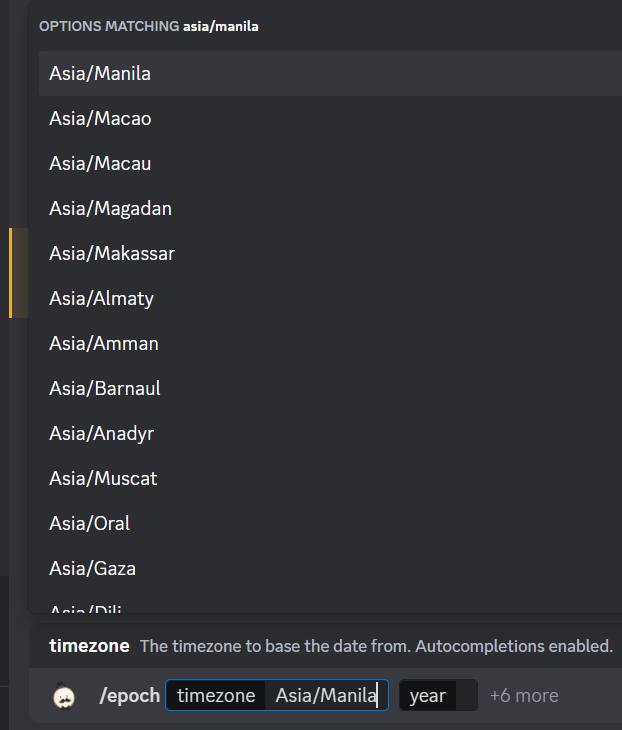 OPTIONS MATCHING asia/manila
Asia/Manila
Asia/Macao
Asia/Macau
Asia/Magadan
Asia/Makassar
Asia/Almaty
Asia/Amman
Asia/Barnaul
Asia/Anadyr
Asia/Muscat
Asia/Oral
Asia/Gaza
Asia/Dili
timezone The timezone to base the date from. Autocompletions enabled.
/epoch timezone Asia/Manila year +6 more